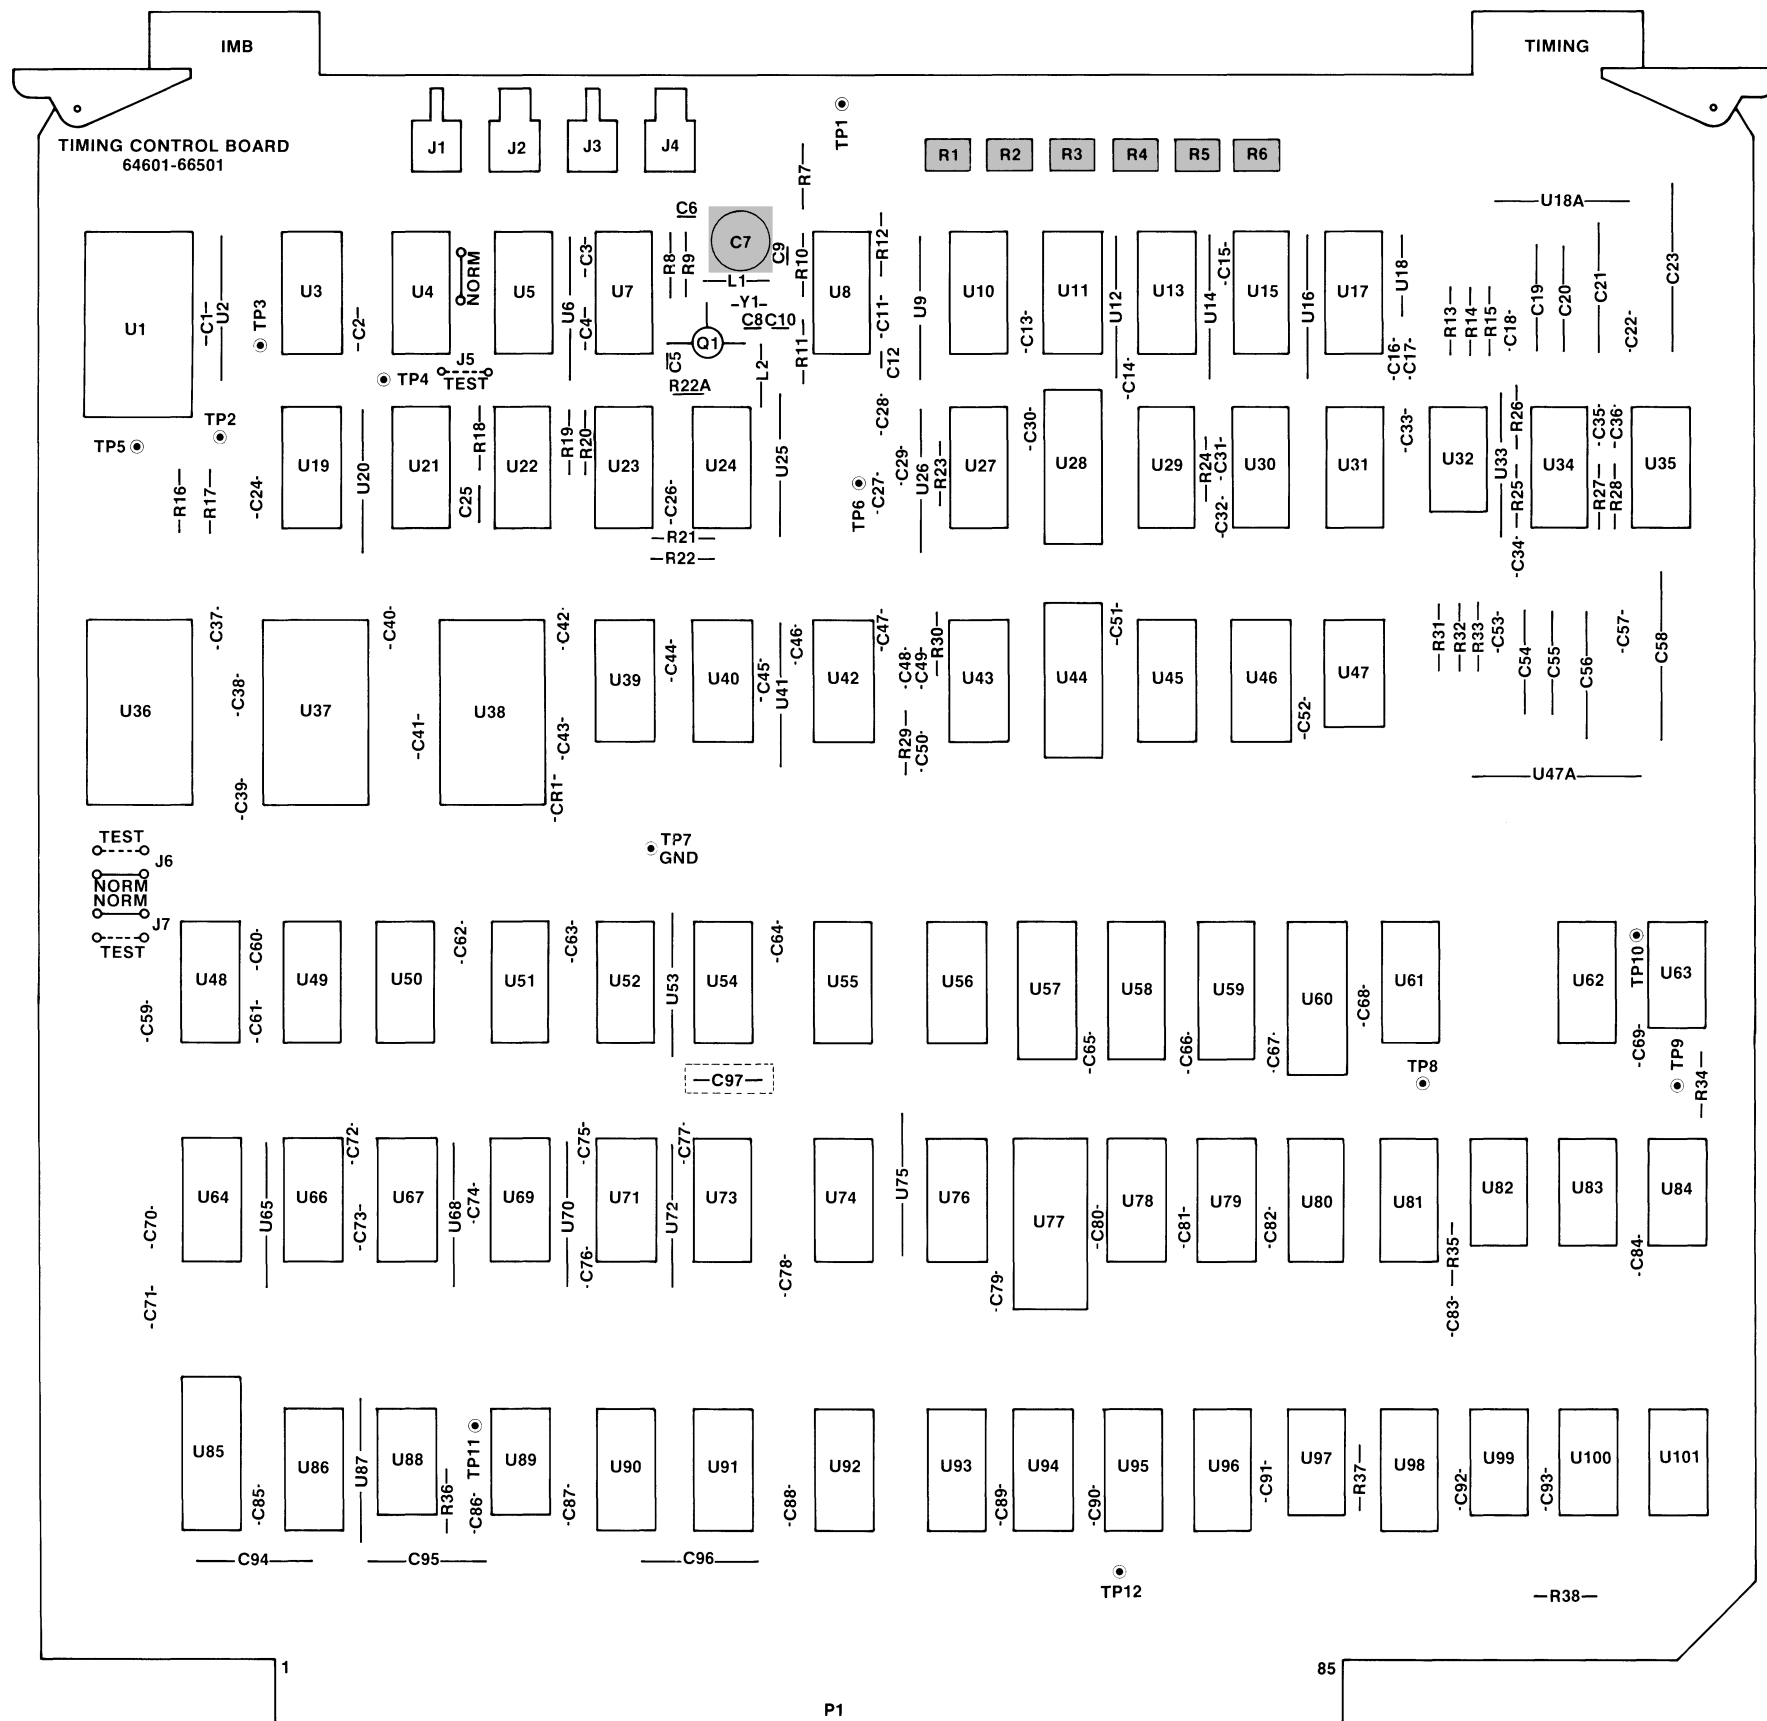 IMB
TIMING
TIMING CONTROL BOARD
64601-66501
J1 J2 J3 J4
TP1
R1 R2 R3 R4 R5 R6
R7
U18A
C6
C7
C9
L1
Y1
C8 C10
Q1
C5
R22A
L2
U1
C1
U2
TP3
U3
C2
U4
NORM
J5
TEST
TP4
U5
U6
C3
C4
U7
R8
R9
R10
R11
U8
R12
C11
C12
U9
U10
C13
U11
U12
C14
U13
U14
C15
U15
U16
U17
U18
C16
C17
R13
R14
R15
C18
C19
C20
C21
C22
C23
TP5
TP2
R16
R17
C24
U19
U20
U21
R18
C25
U22
R19
R20
U23
C26
U24
R21
R22
U25
TP6
C27
C28
C29
U26
R23
U27
C30
U28
U29
R24
C31
C32
U30
U31
C33
U32
U33
R25
R26
C34
U34
C35
C36
R27
R28
U35
U36
C37
C38
C39
U37
C40
C41
U38
C42
C43
CR1
U39
C44
U40
C45
U41
C46
U42
C47
C48
C49
R29
C50
R30
U43
U44
C51
U45
U46
C52
U47
R31
R32
R33
C53
C54
C55
C56
C57
C58
U47A
TEST
J6
NORM
NORM
J7
TEST
TP7
GND
C59
U48
C60
C61
U49
U50
C62
U51
C63
U52
U53
U54
C64
U55
U56
U57
C65
U58
C66
U59
C67
U60
C68
U61
U62
TP10
U63
C69
TP9
R34
TP8
C97
C70
C71
U64
U65
U66
C72
C73
U67
U68
C74
U69
U70
C75
C76
U71
U72
C77
U73
C78
U74
U75
U76
C79
U77
C80
U78
C81
U79
C82
U80
U81
R35
C83
U82
U83
C84
U84
U85
C85
U86
U87
U88
R36
TP11
C86
U89
C87
U90
U91
C88
U92
U93
C89
U94
C90
U95
U96
C91
U97
R37
U98
C92
U99
C93
U100
U101
C94
C95
C96
TP12
R38
1
85
P1